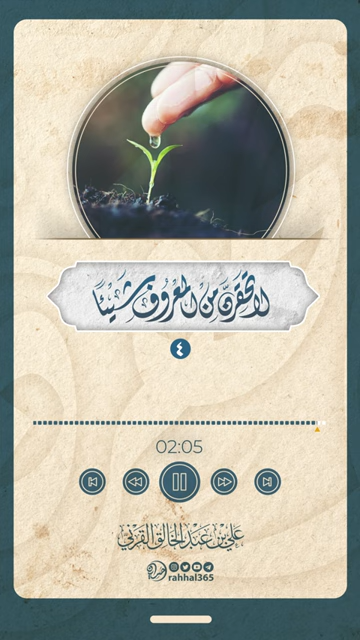 لا تحقرن من المعروف شيئا
٤
02:05
علي بن عبد الخالق القرني
rahhal365